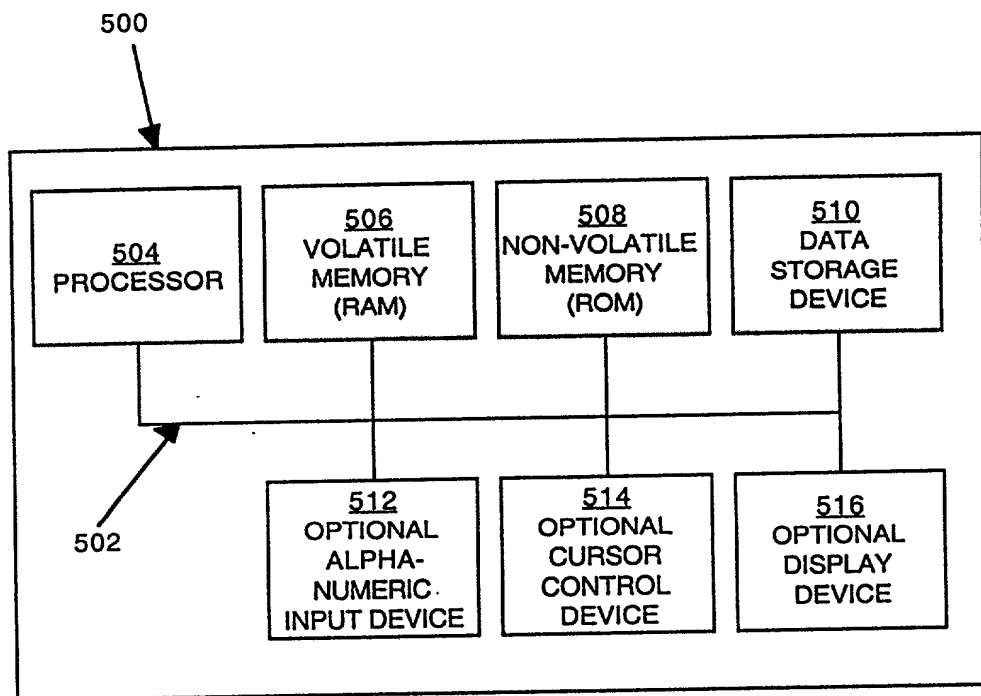 500
504
PROCESSOR
506
VOLATILE
MEMORY
(RAM)
508
NON-VOLATILE
MEMORY
(ROM)
510
DATA
STORAGE
DEVICE
502
512
OPTIONAL
ALPHA-
NUMERIC
INPUT DEVICE
514
OPTIONAL
CURSOR
CONTROL
DEVICE
516
OPTIONAL
DISPLAY
DEVICE